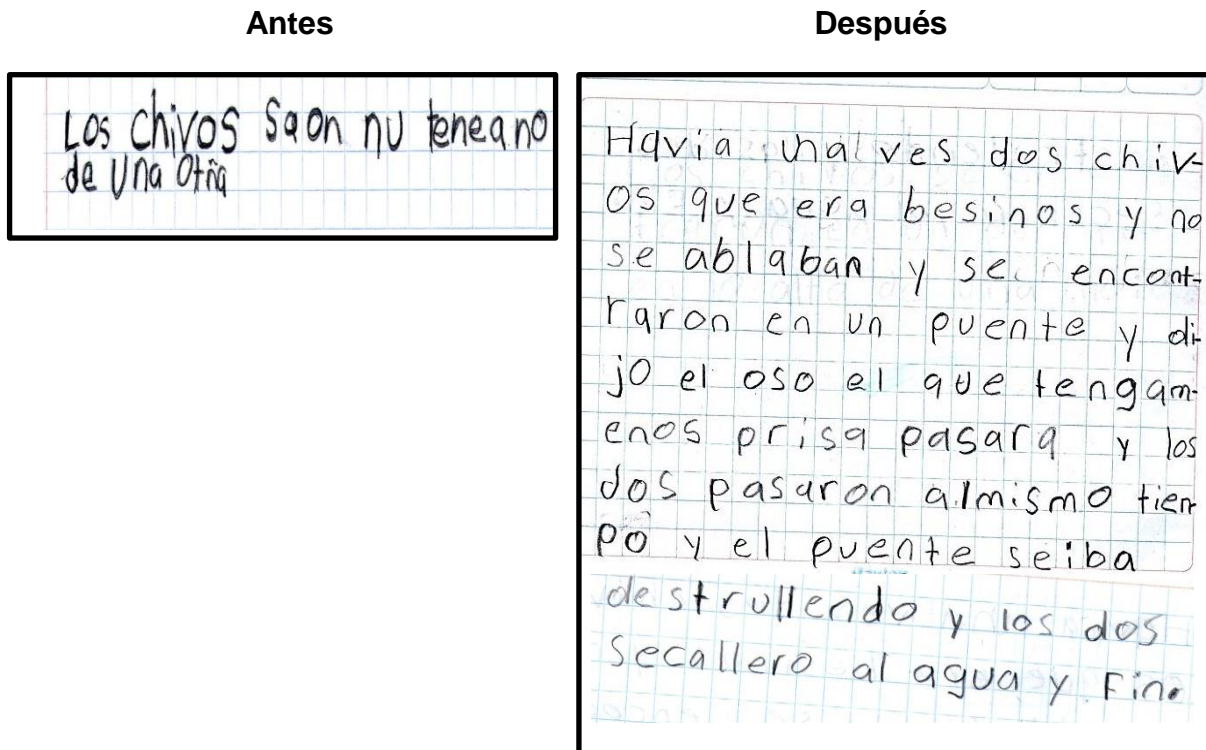 Antes
Después
Los chivos saon nu teneano
de una otña
Havia una ves dos chiv-
os que era besinos y no
se ablaban y se encont-
raron en un puente y di-
jo el oso el que tengam-
enos prisa pasara y los
dos pasaron almismo tien
po y el puente seiba
destrullendo y los dos
secallero al agua y Fin.